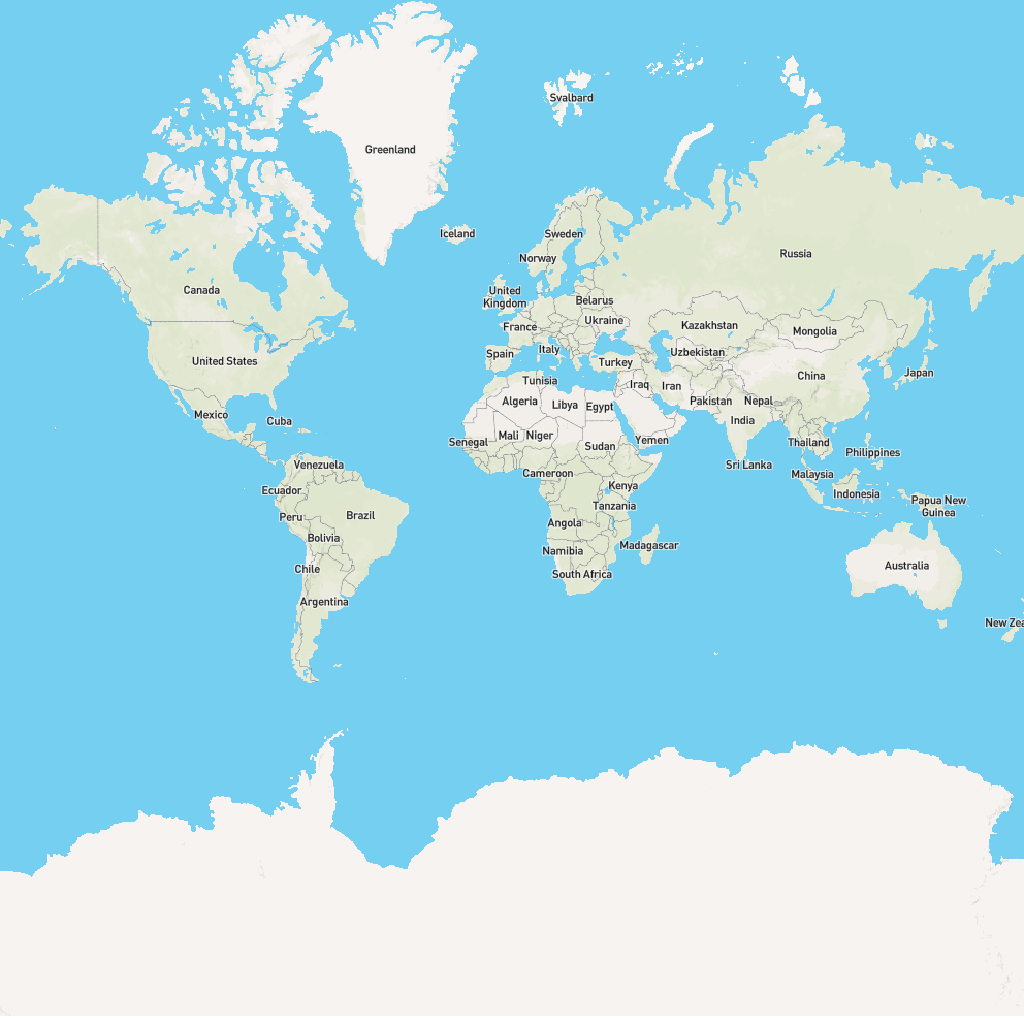 Svalbard
Greenland
Iceland
Sweden
Norway
Russia
Canada
United
Kingdom
Belarus
Ukraine
France
Kazakhstan
Mongolia
United States
Spain
Italy
Turkey
Uzbekistan
China
Japan
Tunisia
Iraq
Iran
Algeria
Libya
Egypt
Pakistan
Nepal
Mexico
Cuba
India
Senegal
Mali
Niger
Sudan
Yemen
Thailand
Philippines
Venezuela
Cameroon
Sri Lanka
Malaysia
Ecuador
Kenya
Indonesia
Papua New
Guinea
Peru
Brazil
Tanzania
Angola
Bolivia
Namibia
Madagascar
Chile
South Africa
Australia
Argentina
New Zea